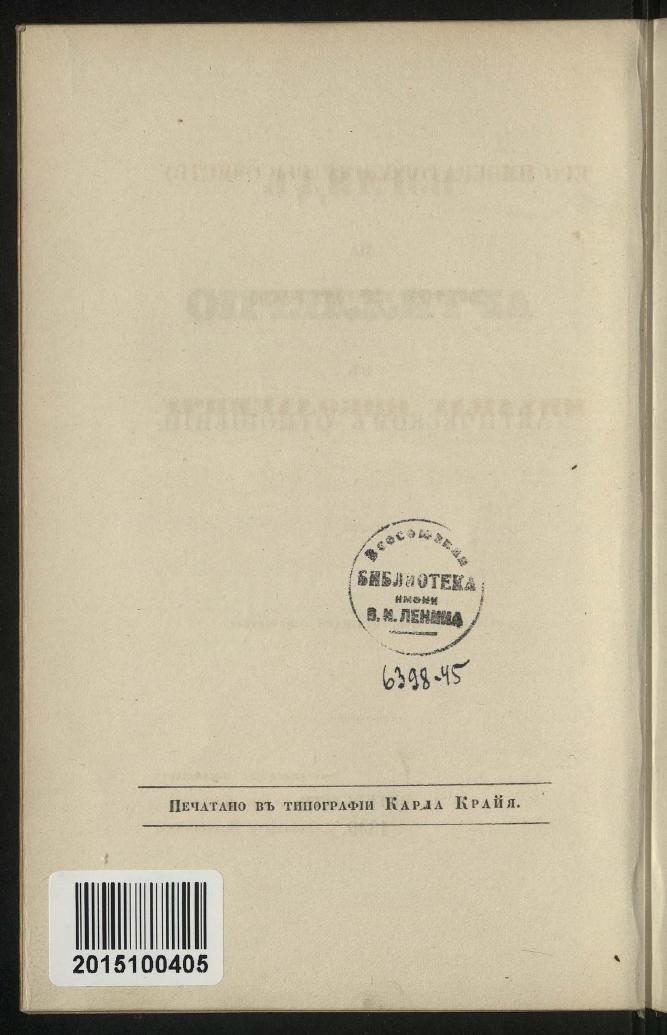 Всесоюзная
БИБЛИОТЕКА
ИМЕНИ
В. И. ЛЕНИНА
6398-45
Печатано въ типографіи Карла Крайя.
2015100405